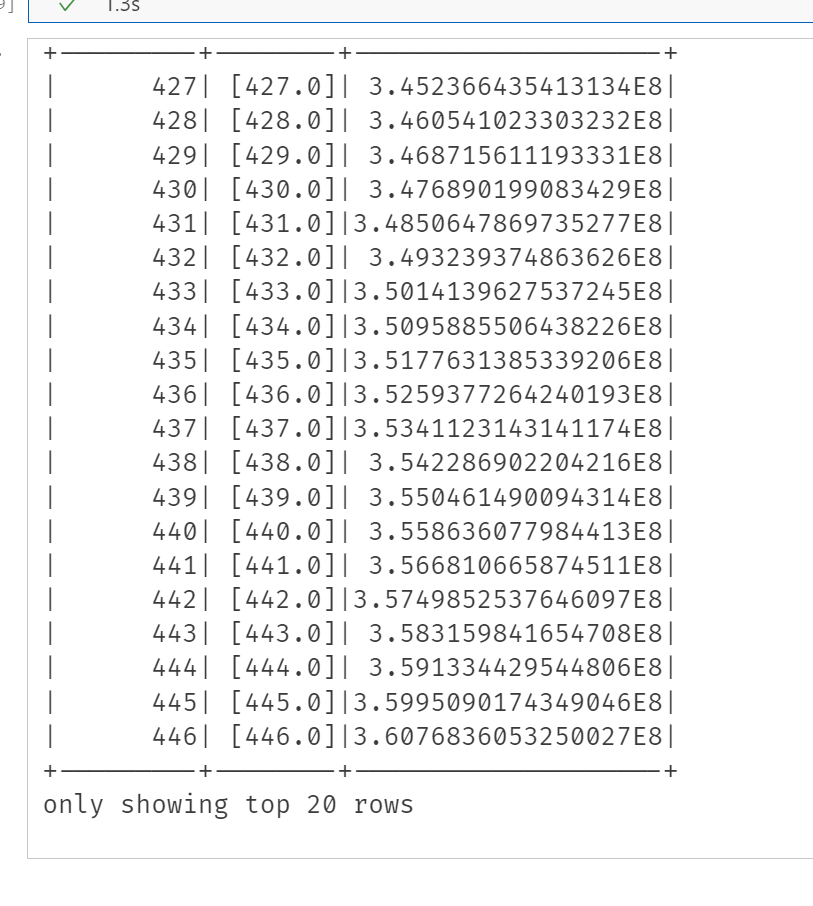 1.3s
+---------+--------+--------------------+
|      427| [427.0]| 3.452366435413134E8|
|      428| [428.0]| 3.460541023303232E8|
|      429| [429.0]| 3.468715611193331E8|
|      430| [430.0]| 3.476890199083429E8|
|      431| [431.0]|3.4850647869735277E8|
|      432| [432.0]| 3.493239374863626E8|
|      433| [433.0]|3.5014139627537245E8|
|      434| [434.0]|3.5095885506438226E8|
|      435| [435.0]|3.5177631385339206E8|
|      436| [436.0]|3.5259377264240193E8|
|      437| [437.0]|3.5341123143141174E8|
|      438| [438.0]| 3.542286902204216E8|
|      439| [439.0]| 3.550461490094314E8|
|      440| [440.0]| 3.558636077984413E8|
|      441| [441.0]| 3.566810665874511E8|
|      442| [442.0]|3.5749852537646097E8|
|      443| [443.0]| 3.583159841654708E8|
|      444| [444.0]| 3.591334429544806E8|
|      445| [445.0]|3.5995090174349046E8|
|      446| [446.0]|3.6076836053250027E8|
+---------+--------+--------------------+
only showing top 20 rows